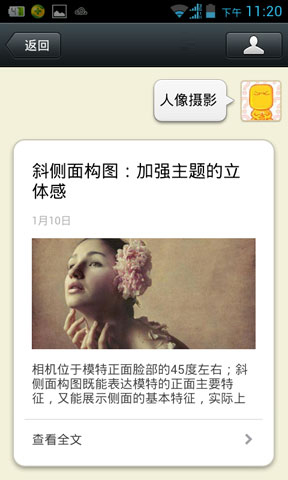 下午 11:20
返回
人像摄影
斜侧面构图：加强主题的立
体感
1月10日
相机位于模特正面脸部的45度左右；斜
侧面构图既能表达模特的正面主要特
征，又能展示侧面的基本特征，实际上
查看全文